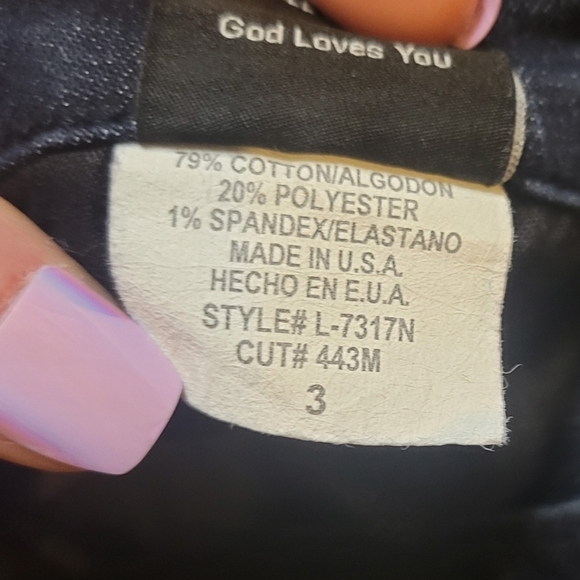 God Loves You
79% COTTON/ALGODON
20% POLYESTER
1% SPANDEX/ELASTANO
MADE IN U.S.A.
HECHO EN E.U.A.
STYLE# L-7317N
CUT# 443M
3